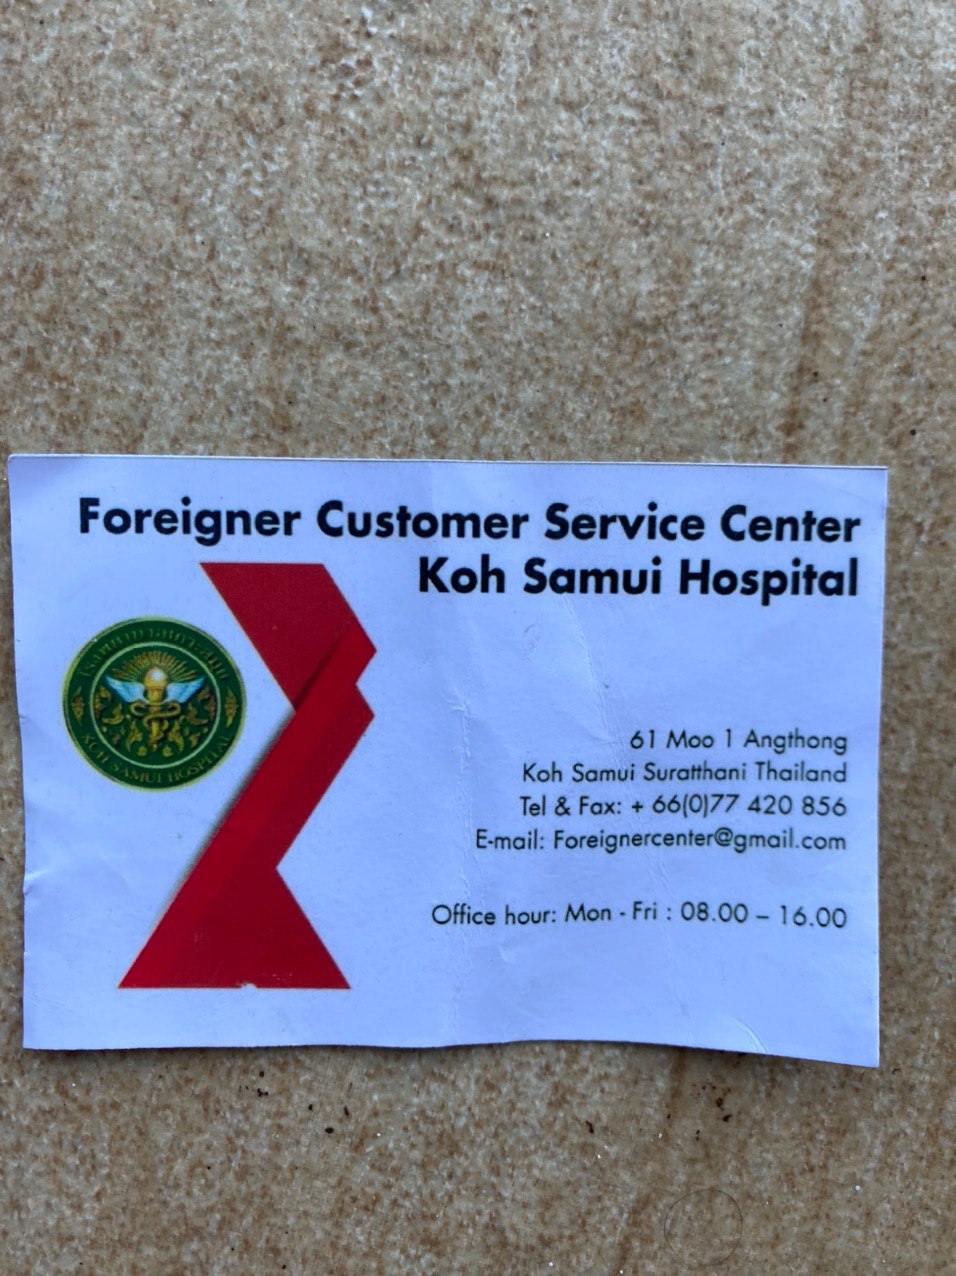 Foreigner Customer Service Center
Koh Samui Hospital
KOH SAMUI HOSPITAL
61 Moo 1 Angthong
Koh Samui Suratthani Thailand
Tel & Fax: + 66(0)77 420 856
E-mail: Foreignercenter@gmail.com
Office hour: Mon - Fri : 08.00 – 16.00